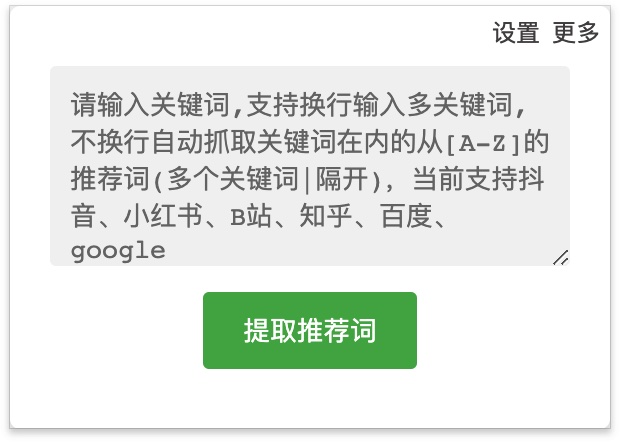 设置 更多
请输入关键词,支持换行输入多关键词,
不换行自动抓取关键词在内的从[A-Z]的
推荐词(多个关键词|隔开), 当前支持抖
音、小红书、B站、知乎、百度、
google
提取推荐词